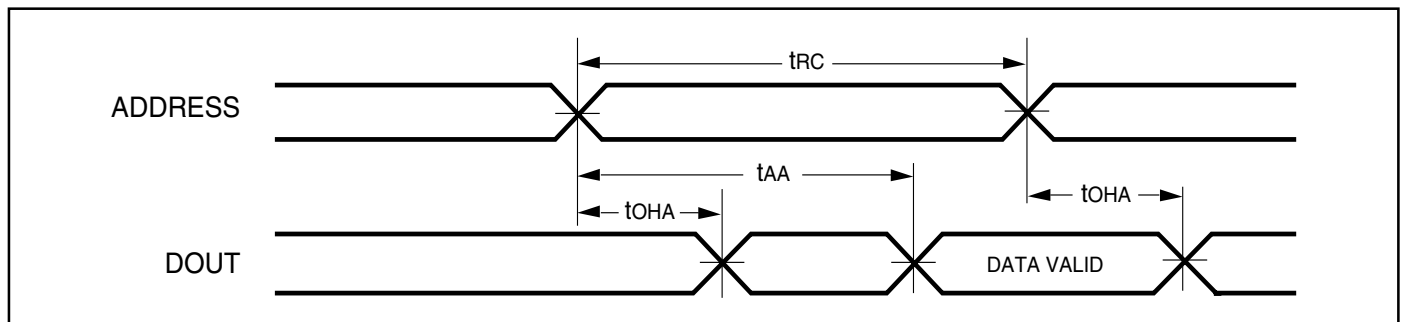 tRC
ADDRESS
tAA
tOHA
tOHA
DOUT
DATA VALID